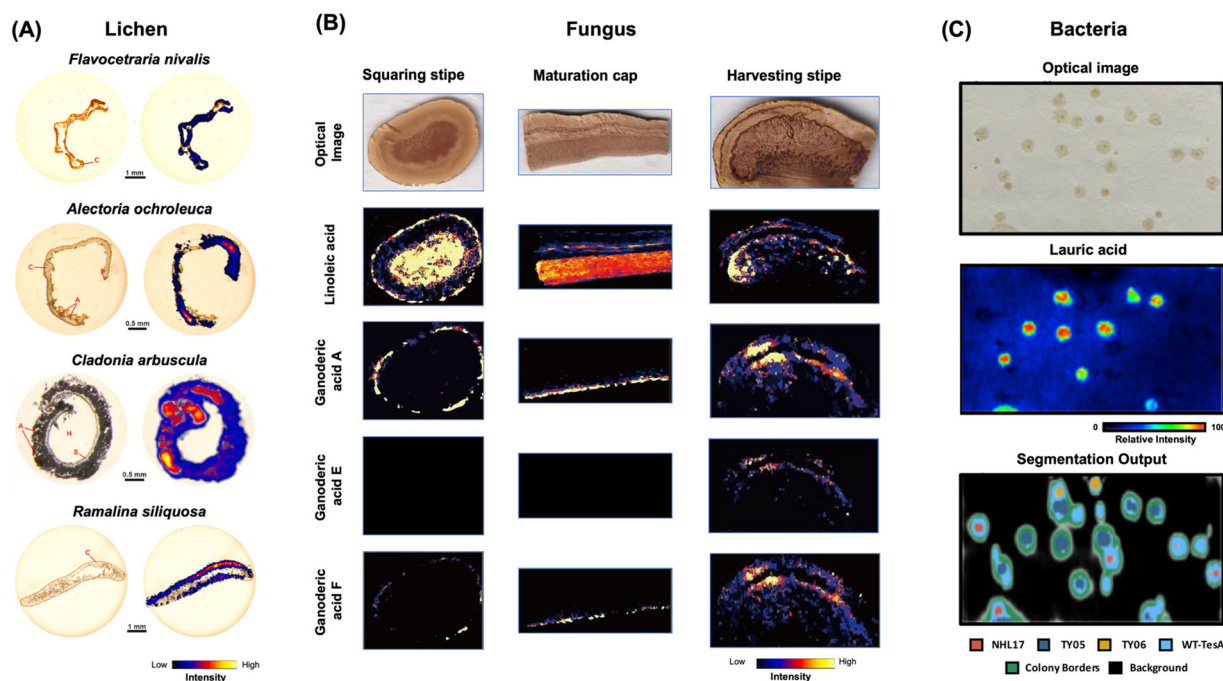 (A) Lichen
Flavocetraria nivalis
C
1 mm
Alectoria ochroleuca
C
A
0.5 mm
Cladonia arbuscula
A
H
S
0.5 mm
Ramalina siliquosa
C
1 mm
Low High
Intensity
(B) Fungus
Squaring stipe Maturation cap Harvesting stipe
Optical
Image
Linoleic acid
Ganoderic
acid A
Ganoderic
acid E
Ganoderic
acid F
Low High
Intensity
(C) Bacteria
Optical image
Lauric acid
0 100
Relative Intensity
Segmentation Output
NHL17 TY05 TY06 WT-TesA
Colony Borders Background